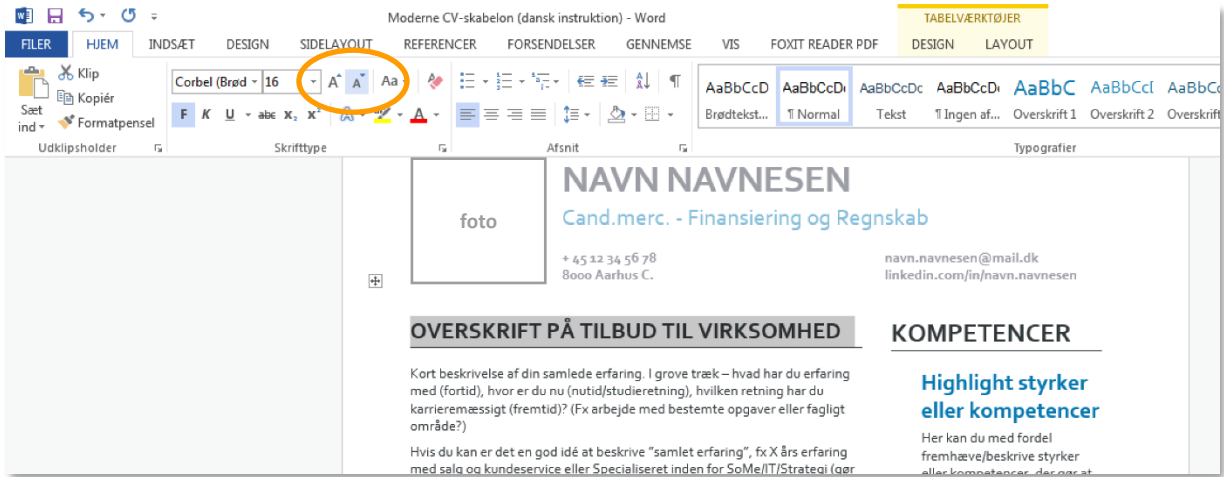 Moderne CV-skabelon (dansk instruktion) - Word
TABELVÆRKTØJER
FILER HJEM INDSÆT DESIGN SIDELAYOUT REFERENCER FORSENDELSER GENNEMSE VIS FOXIT READER PDF DESIGN LAYOUT
Sæt ind
Klip
Kopiér
Formatpensel
Udklipsholder
Corbel (Brød 16 A A Aa
F K U abc X₂ X² A A
Skrifttype
Afsnit
AaBbCcD AaBbCcD AaBbCcDc AaBbCcD AaBbC AaBbCc AaBbC
Brødtekst... ¶ Normal Tekst ¶ Ingen af... Overskrift 1 Overskrift 2 Overskrift
Typografier
foto
NAVN NAVNESEN
Cand.merc. - Finansiering og Regnskab
+ 45 12 34 56 78
8000 Aarhus C.
navn.navnesen@mail.dk
linkedin.com/in/navn.navnesen
OVERSKRIFT PÅ TILBUD TIL VIRKSOMHED
Kort beskrivelse af din samlede erfaring. I grove træk – hvad har du erfaring
med (fortid), hvor er du nu (nutid/studieretning), hvilken retning har du
karrieremæssigt (fremtid)? (Fx arbejde med bestemte opgaver eller fagligt
område?)
Hvis du kan er det en god idé at beskrive ”samlet erfaring”, fx X års erfaring
med salg og kundeservice eller Specialiseret inden for SoMe/IT/Strategi (gør
KOMPETENCER
Highlight styrker
eller kompetencer
Her kan du med fordel
fremhæve/beskrive styrker
eller kompetencer, der gør at